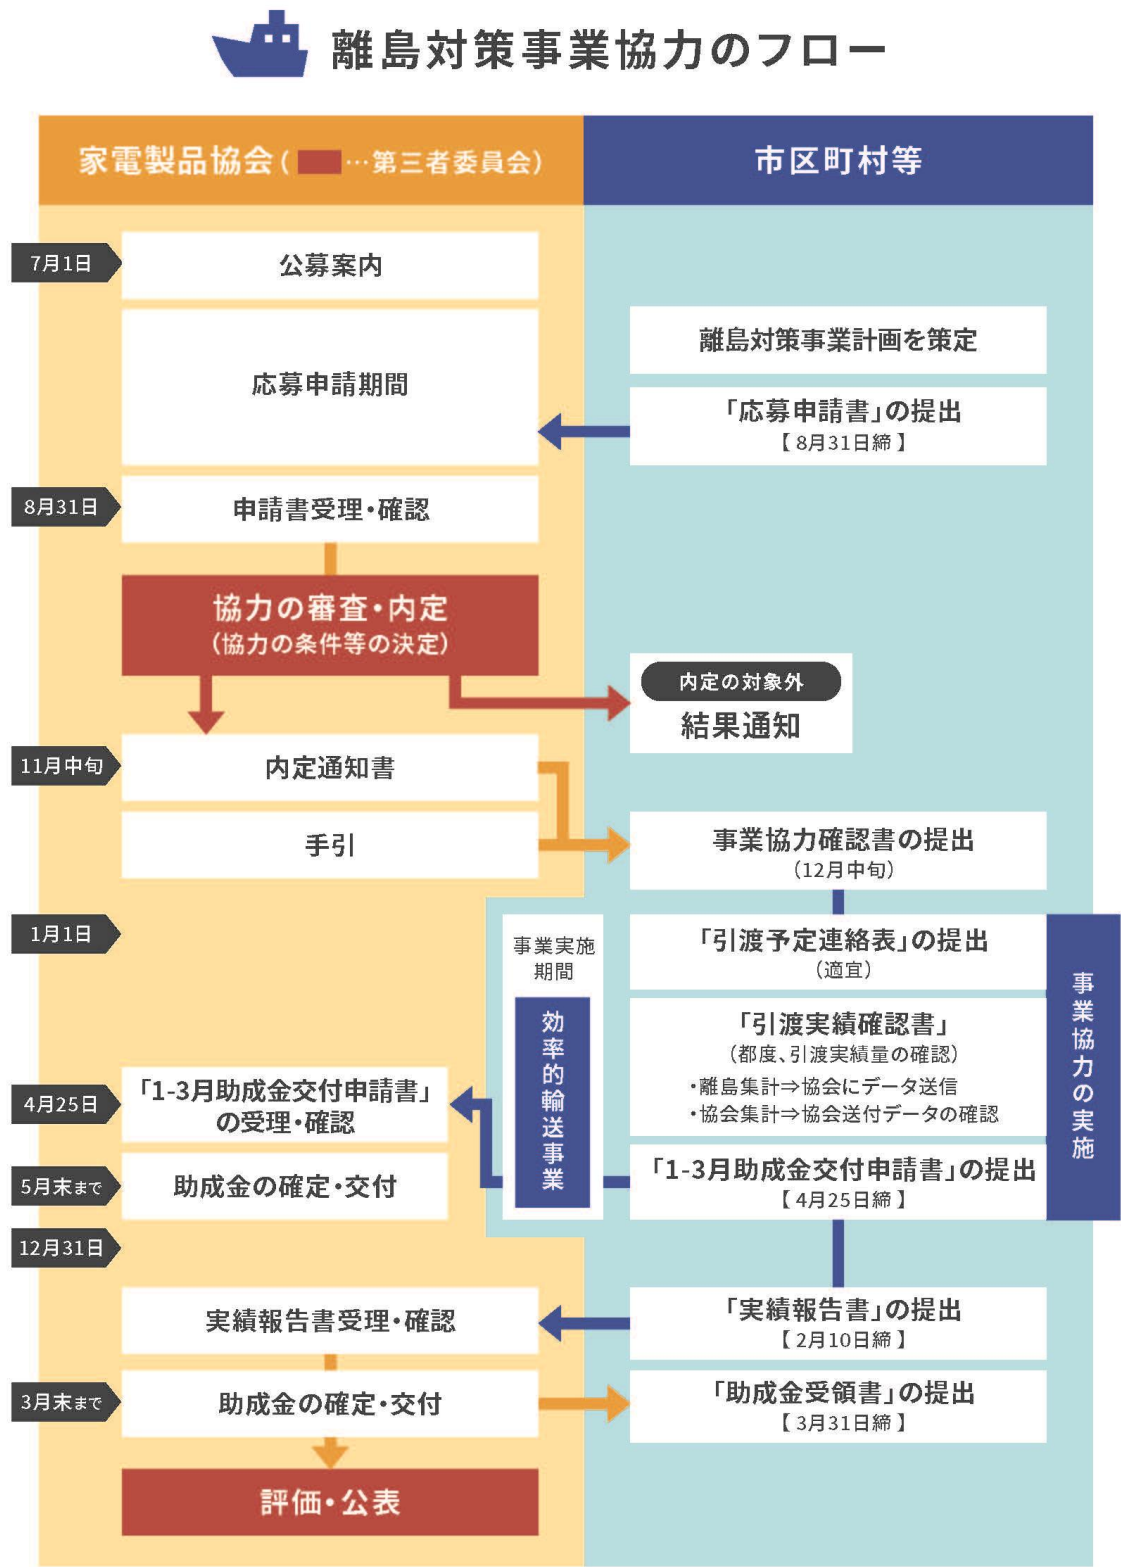 離島対策事業協力のフロー
家電製品協会( …第三者委員会)
市区町村等
7月1日
公募案内
応募申請期間
離島対策事業計画を策定
「応募申請書」の提出
【 8月31日締 】
8月31日
申請書受理・確認
協力の審査・内定
(協力の条件等の決定)
内定の対象外
結果通知
11月中旬
内定通知書
手引
事業協力確認書の提出
(12月中旬)
1月1日
事業実施
期間
効率的輸送事業
「引渡予定連絡表」の提出
(適宜)
「引渡実績確認書」
(都度、引渡実績量の確認)
・離島集計⇒協会にデータ送信
・協会集計⇒協会送付データの確認
事業協力の実施
4月25日
「1-3月助成金交付申請書」
の受理・確認
「1-3月助成金交付申請書」の提出
【 4月25日締 】
5月末まで
助成金の確定・交付
12月31日
実績報告書受理・確認
「実績報告書」の提出
【 2月10日締 】
3月末まで
助成金の確定・交付
「助成金受領書」の提出
【 3月31日締 】
評価・公表